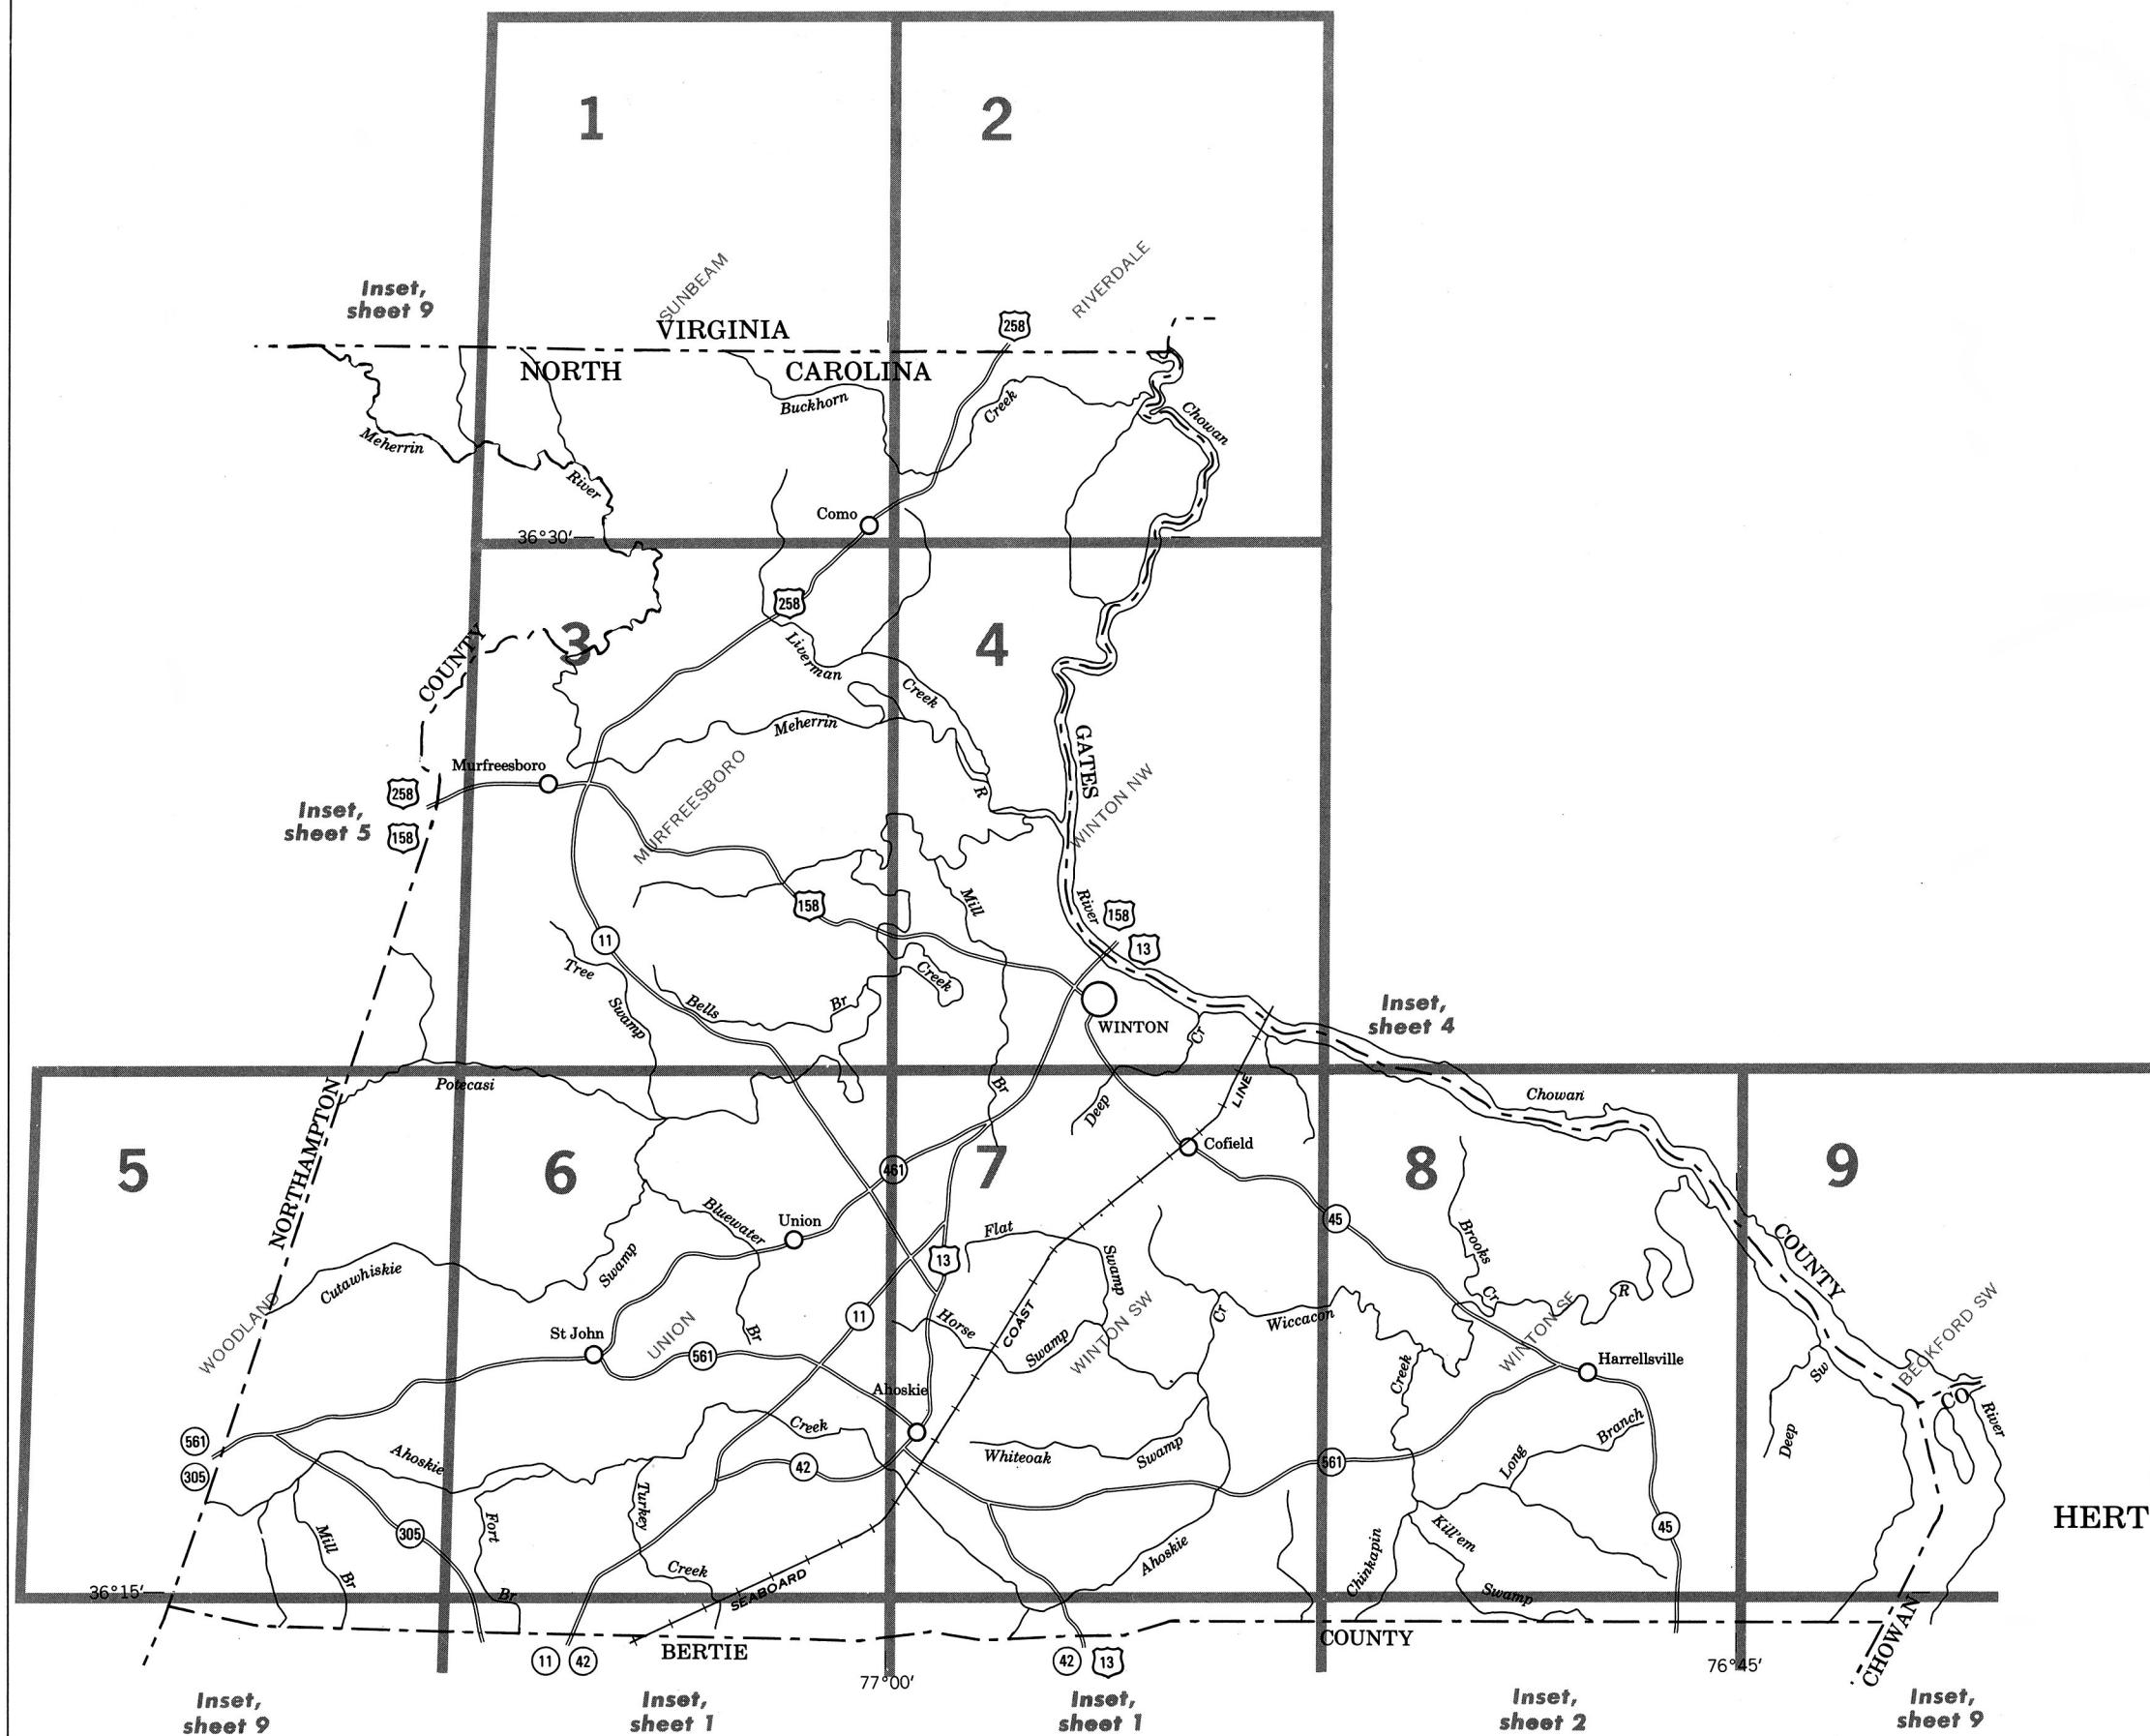 1
2
SUNBEAM
RIVERDALE
Inset,
sheet 9
VIRGINIA
258
NORTH
CAROLINA
Buckhorn
Creek
Chowan
Meherrin
River
Como
36°30′
258
3
4
COUNTY
Liverman
Creek
Meherrin
R
GATES
Murfreesboro
MURFREESBORO
WINTON NW
258
158
Inset,
sheet 5
Mill
River
158
158
13
11
Tree
Swamp
Bells
Br
Creek
WINTON
Cr
Inset,
sheet 4
Potecasi
Br
Deep
LINE
Chowan
NORTHAMPTON
Cofield
5
6
461
7
8
9
Bluewater
Union
Swamp
45
Flat
Swamp
Brooks
COUNTY
13
Cutawhiskie
Cr
R
WOODLAND
11
Horse
COAST
Swamp
Cr
Wiccacon
WINTON SW
WINTON SE
BECKFORD SW
St John
UNION
Br
561
Harrellsville
Ahoskie
Creek
Sw
CO
River
561
305
Ahoskie
Creek
42
Whiteoak
Swamp
561
Long
Branch
Deep
Turkey
HERT
Mill
Br
305
Fort
Br
Creek
SEABOARD
Ahoskie
Chinkapin
Kill'em
Swamp
45
36°15′
BERTIE
COUNTY
CHOWAN
11
42
42
13
77°00′
76°45′
Inset,
sheet 9
Inset,
sheet 1
Inset,
sheet 1
Inset,
sheet 2
Inset,
sheet 9